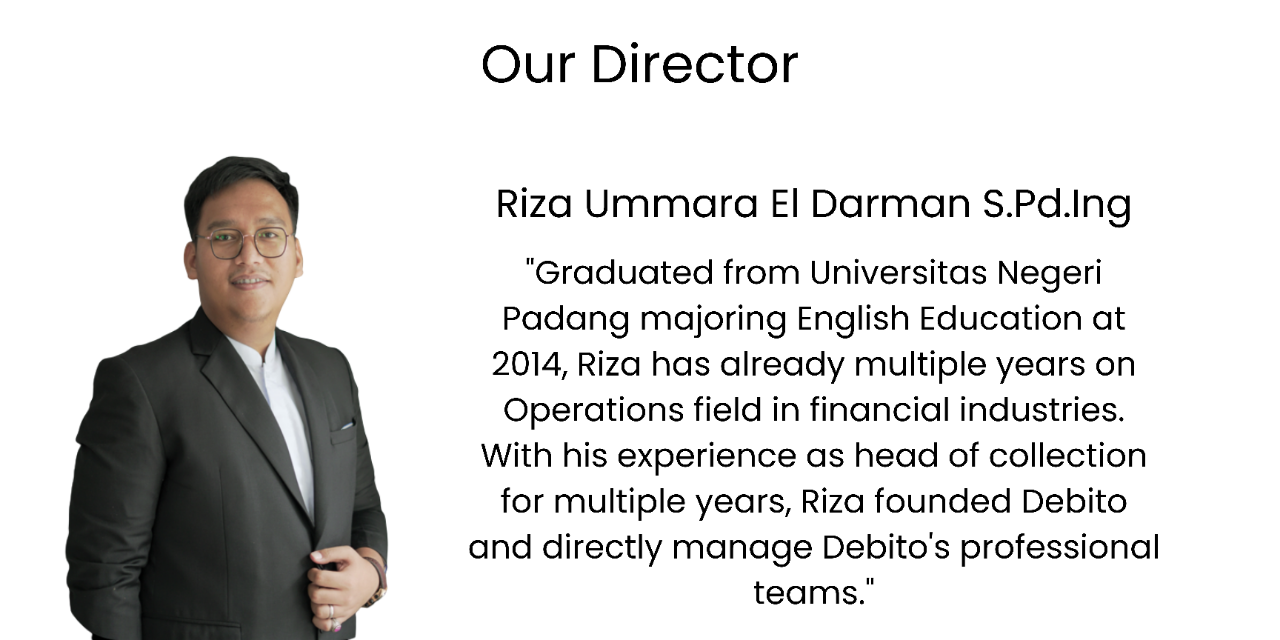 Our Director
Riza Ummara El Darman S.Pd.Ing
"Graduated from Universitas Negeri
Padang majoring English Education at
2014, Riza has already multiple years on
Operations field in financial industries.
With his experience as head of collection
for multiple years, Riza founded Debito
and directly manage Debito's professional
teams."